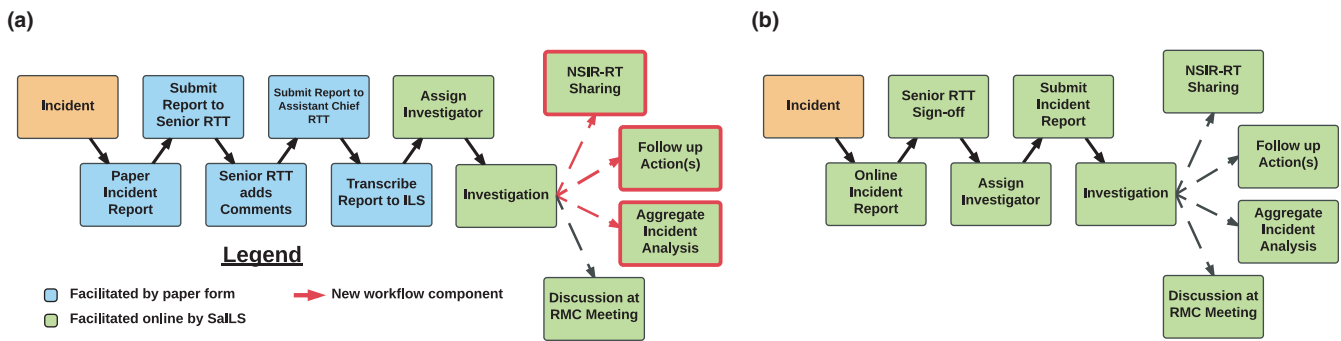 (a)
Incident
Paper
Incident
Report
Submit
Report to
Senior RTT
Senior RTT
adds
Comments
Submit Report to
Assistant Chief
RTT
Transcribe
Report to ILS
Assign
Investigator
Investigation
NSIR-RT
Sharing
Follow up
Action(s)
Aggregate
Incident
Analysis
Discussion at
RMC Meeting
Legend
Facilitated by paper form
New workflow component
Facilitated online by SaILS
(b)
Incident
Online
Incident
Report
Senior RTT
Sign-off
Assign
Investigator
Submit
Incident
Report
Investigation
NSIR-RT
Sharing
Follow up
Action(s)
Aggregate
Incident
Analysis
Discussion at
RMC Meeting